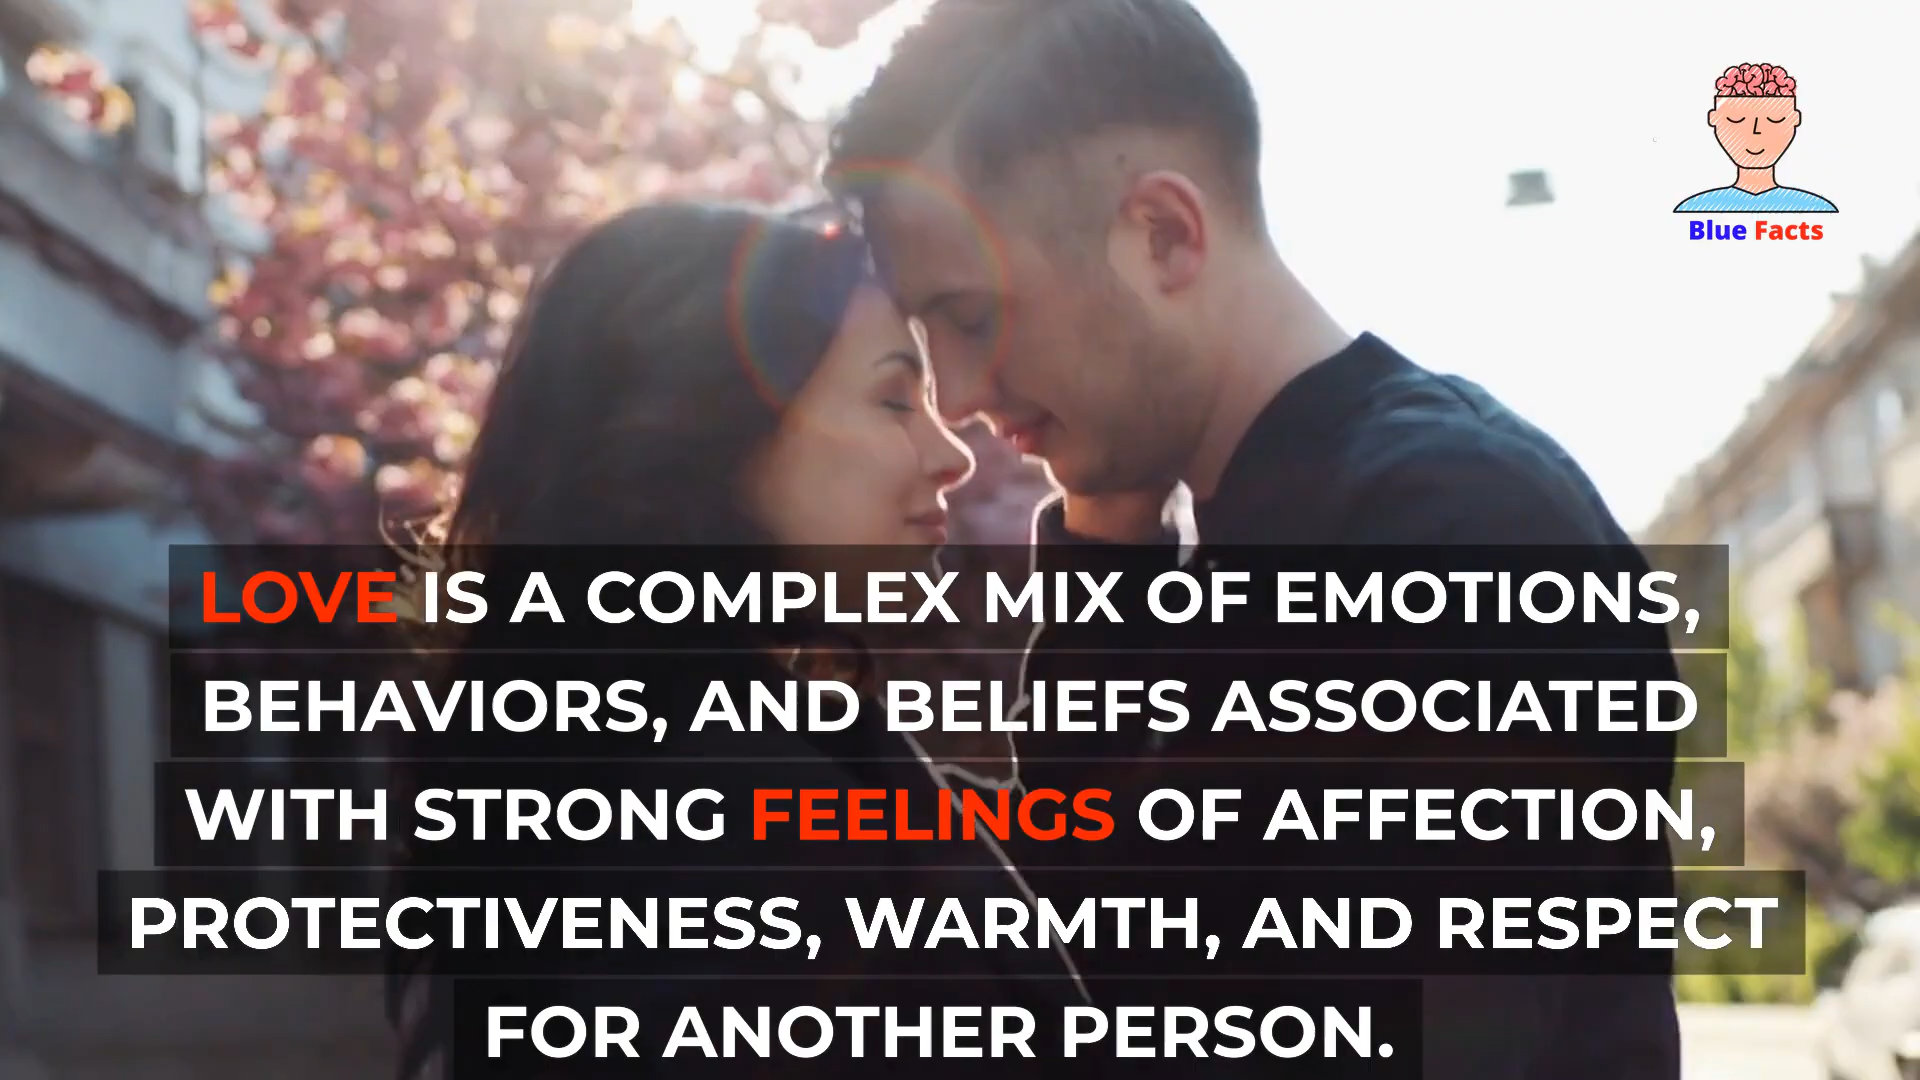 Blue Facts
LOVE IS A COMPLEX MIX OF EMOTIONS,
BEHAVIORS, AND BELIEFS ASSOCIATED
WITH STRONG FEELINGS OF AFFECTION,
PROTECTIVENESS, WARMTH, AND RESPECT
FOR ANOTHER PERSON.